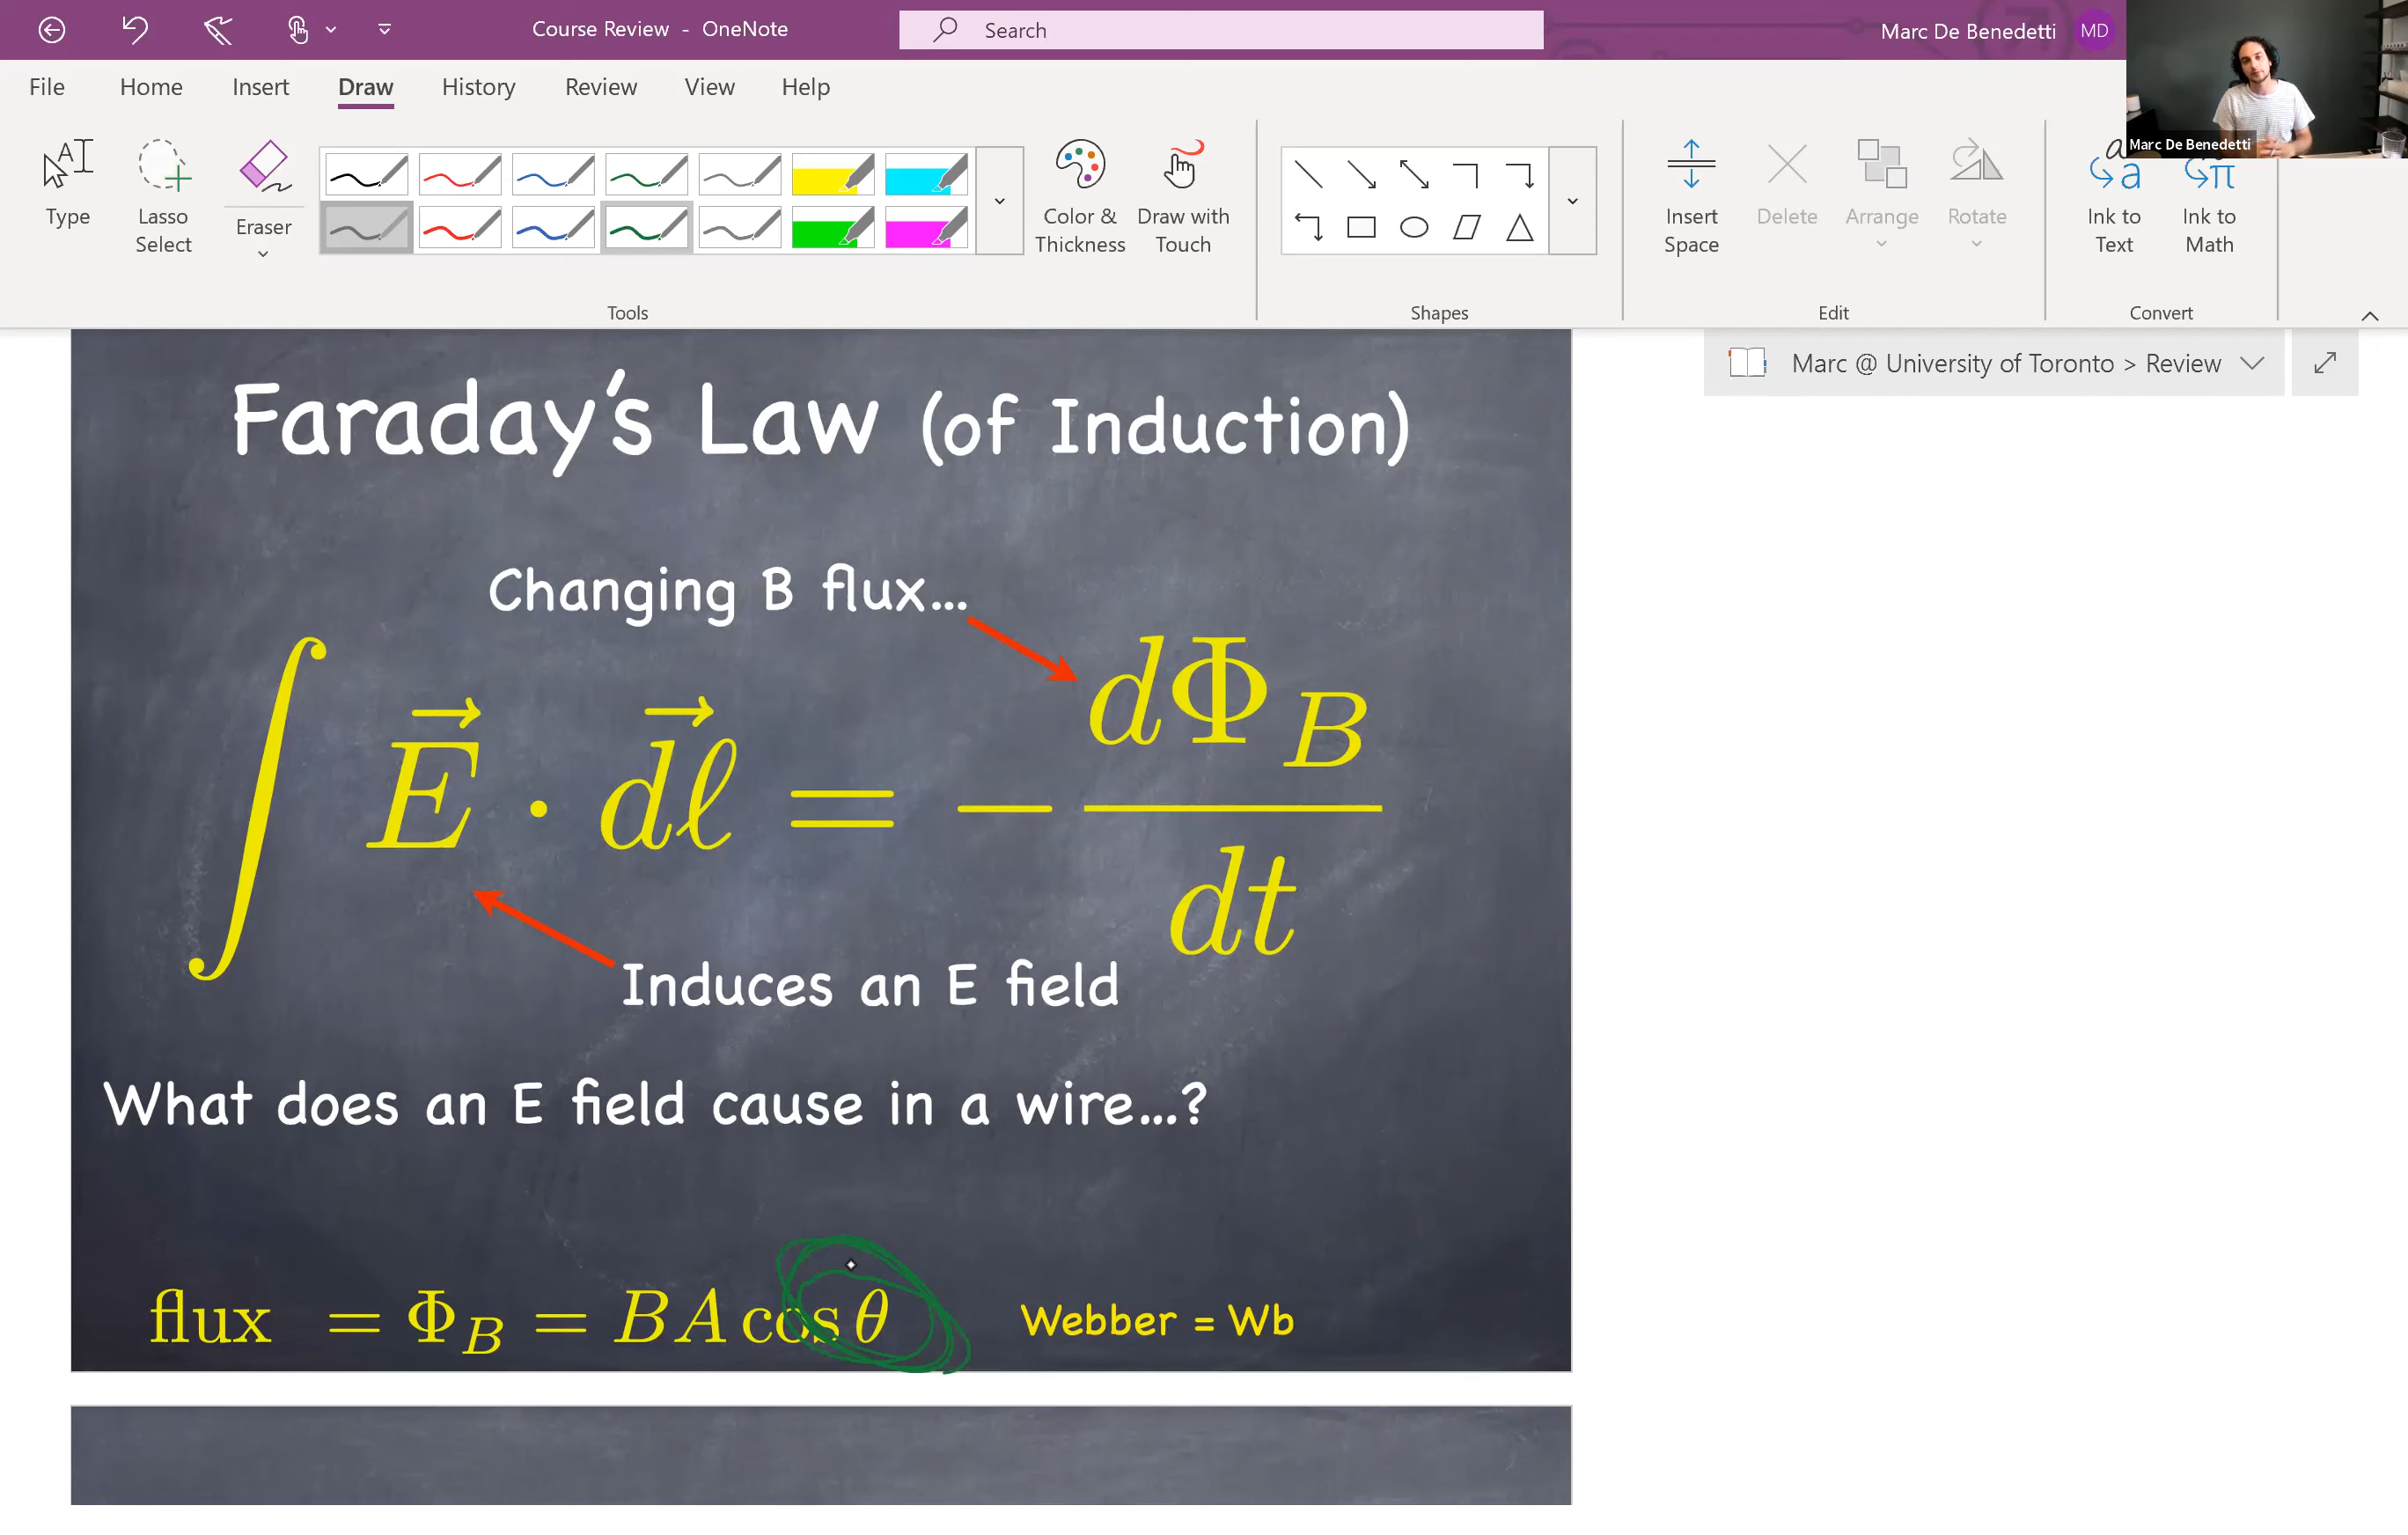 Course Review - OneNote
Search
Marc De Benedetti
MD
File Home Insert Draw History Review View Help
Marc De Benedetti
Type
Lasso Select
Eraser
Color & Thickness
Draw with Touch
Insert Space
Delete
Arrange
Rotate
Ink to Text
Ink to Math
Tools
Shapes
Edit
Convert
Marc @ University of Toronto > Review
Faraday's Law (of Induction)
Changing B flux...
∫ E⃗ · dℓ⃗ = − dΦ_B / dt
Induces an E field
What does an E field cause in a wire...?
flux = Φ_B = BA cos θ
Webber = Wb